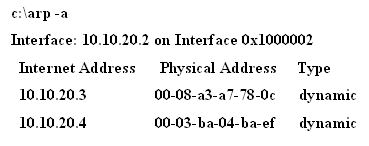 c:\arp -a
Interface: 10.10.20.2 on Interface 0x1000002
Internet Address Physical Address Type
10.10.20.3 00-08-a3-a7-78-0c dynamic
10.10.20.4 00-03-ba-04-ba-ef dynamic